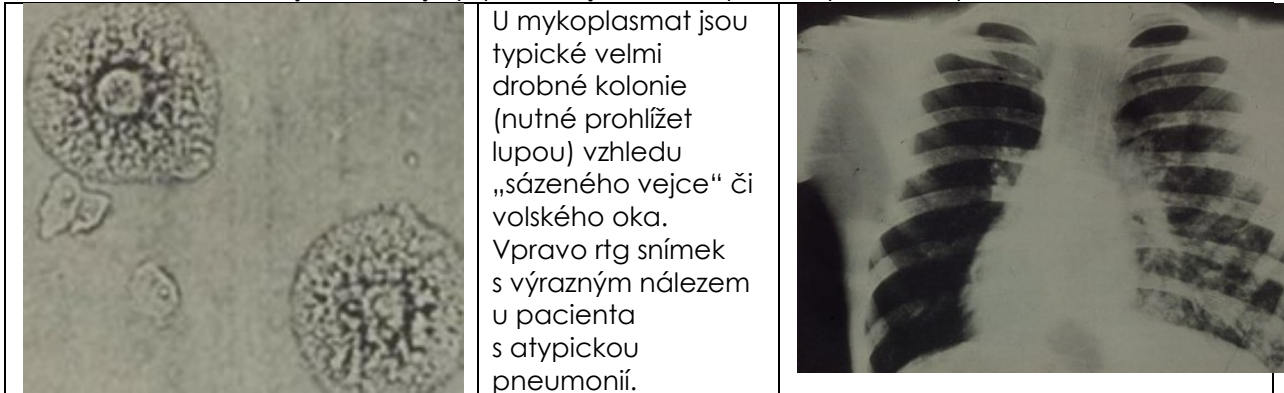 U mykoplasmat jsou
typické velmi
drobné kolonie
(nutné prohlížet
lupou) vzhledu
„sázeného vejce“ či
volského oka.
Vpravo rtg snímek
s výrazným nálezem
u pacienta
s atypickou
pneumonií.